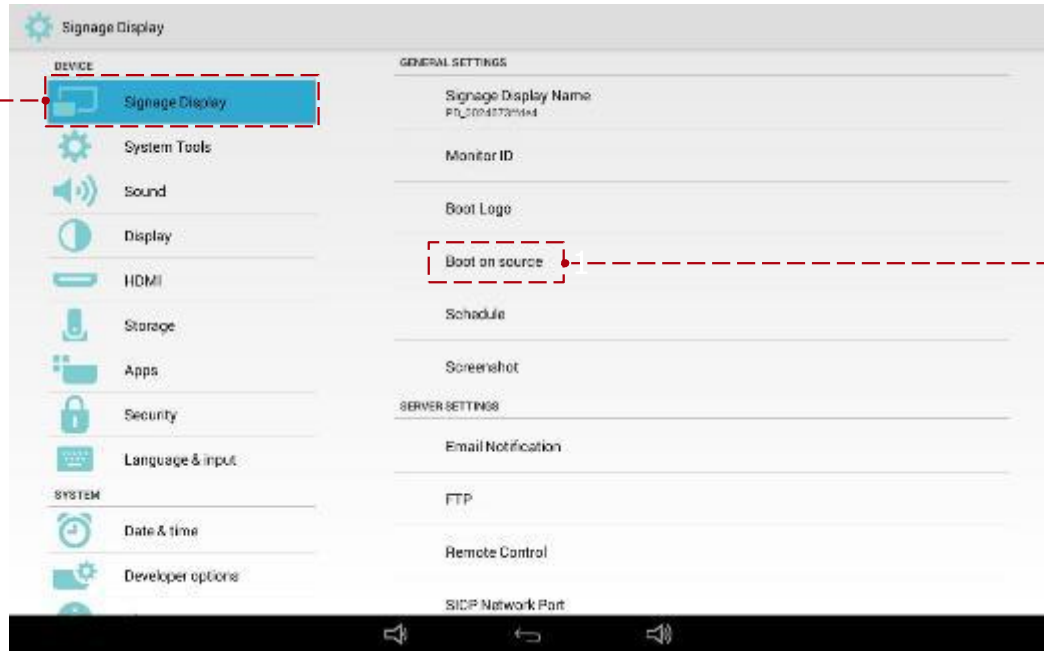 Signage Display
DEVICE
Signage Display
System Tools
Sound
Display
HDMI
Storage
Apps
Security
Language & input
SYSTEM
Date & time
Developer options
GENERAL SETTINGS
Signage Display Name
Monitor ID
Boot Logo
Boot on source
1
Schedule
Screenshot
SERVER SETTINGS
Email Notification
FTP
Remote Control
SICP Network Port